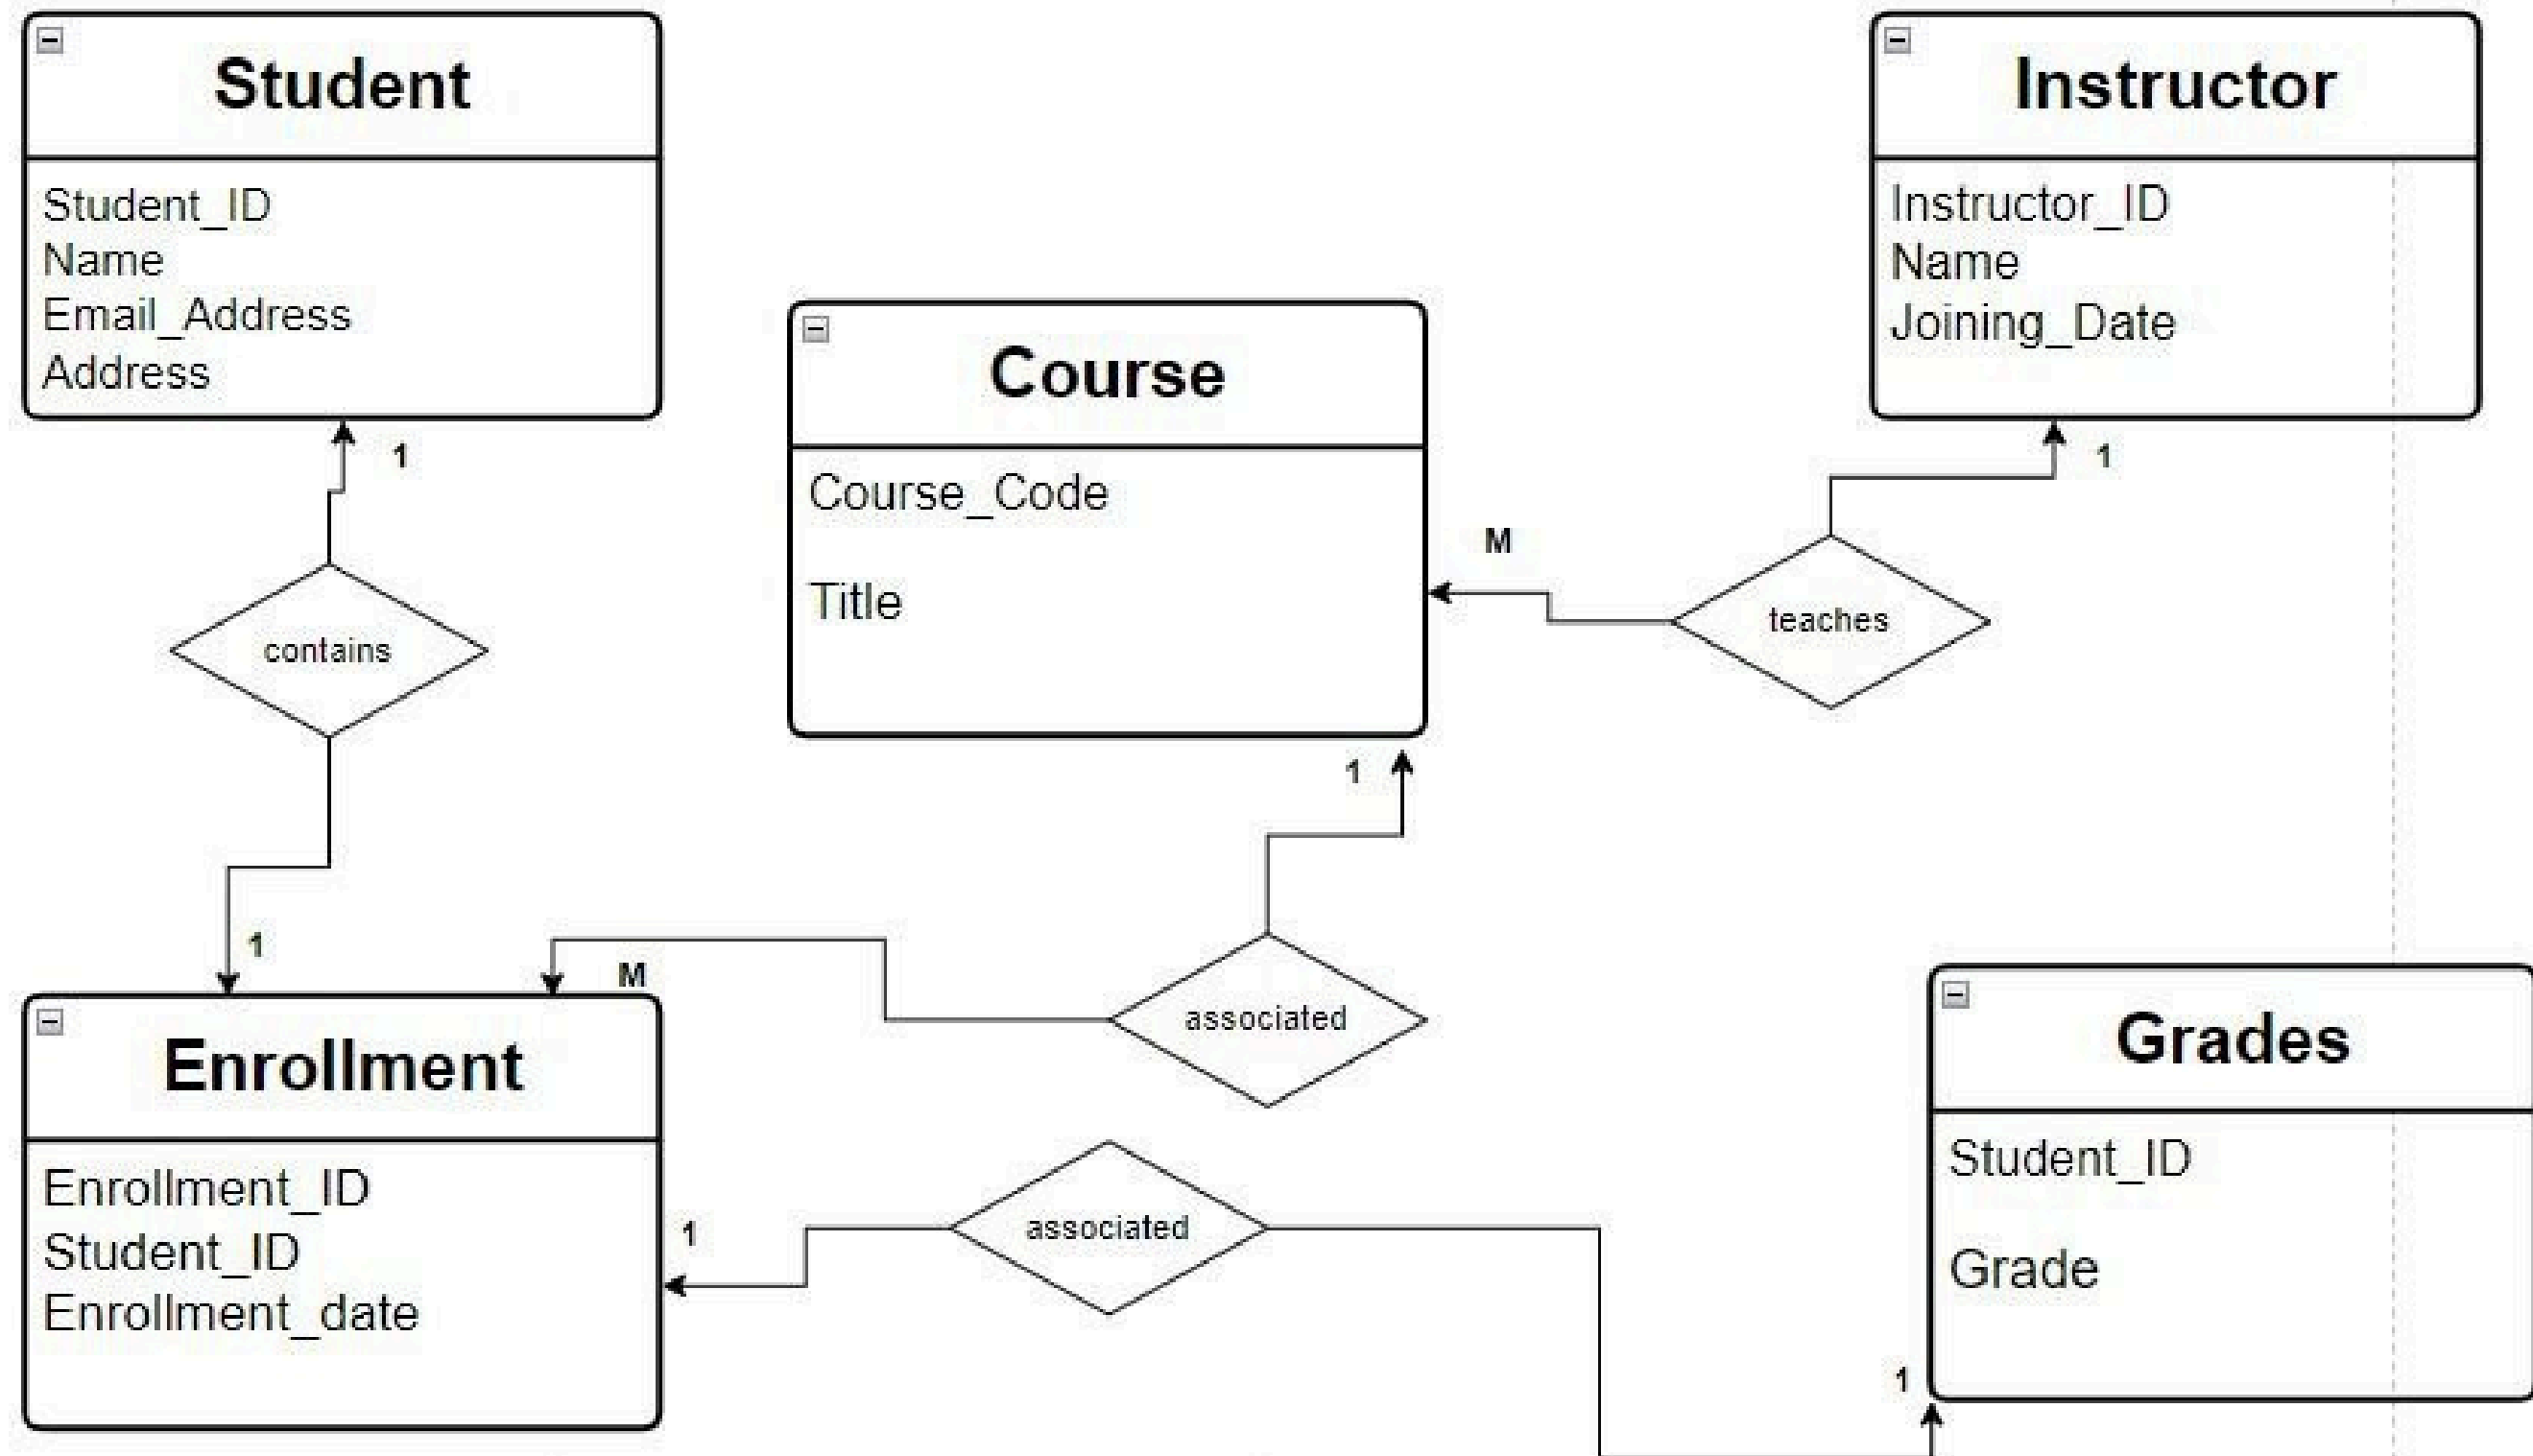 Student
Student_ID
Name
Email_Address
Address
Instructor
Instructor_ID
Name
Joining_Date
Course
Course_Code
Title
1
1
M
teaches
contains
1
1
M
associated
Enrollment
Enrollment_ID
Student_ID
Enrollment_date
1
associated
Grades
Student_ID
Grade
1